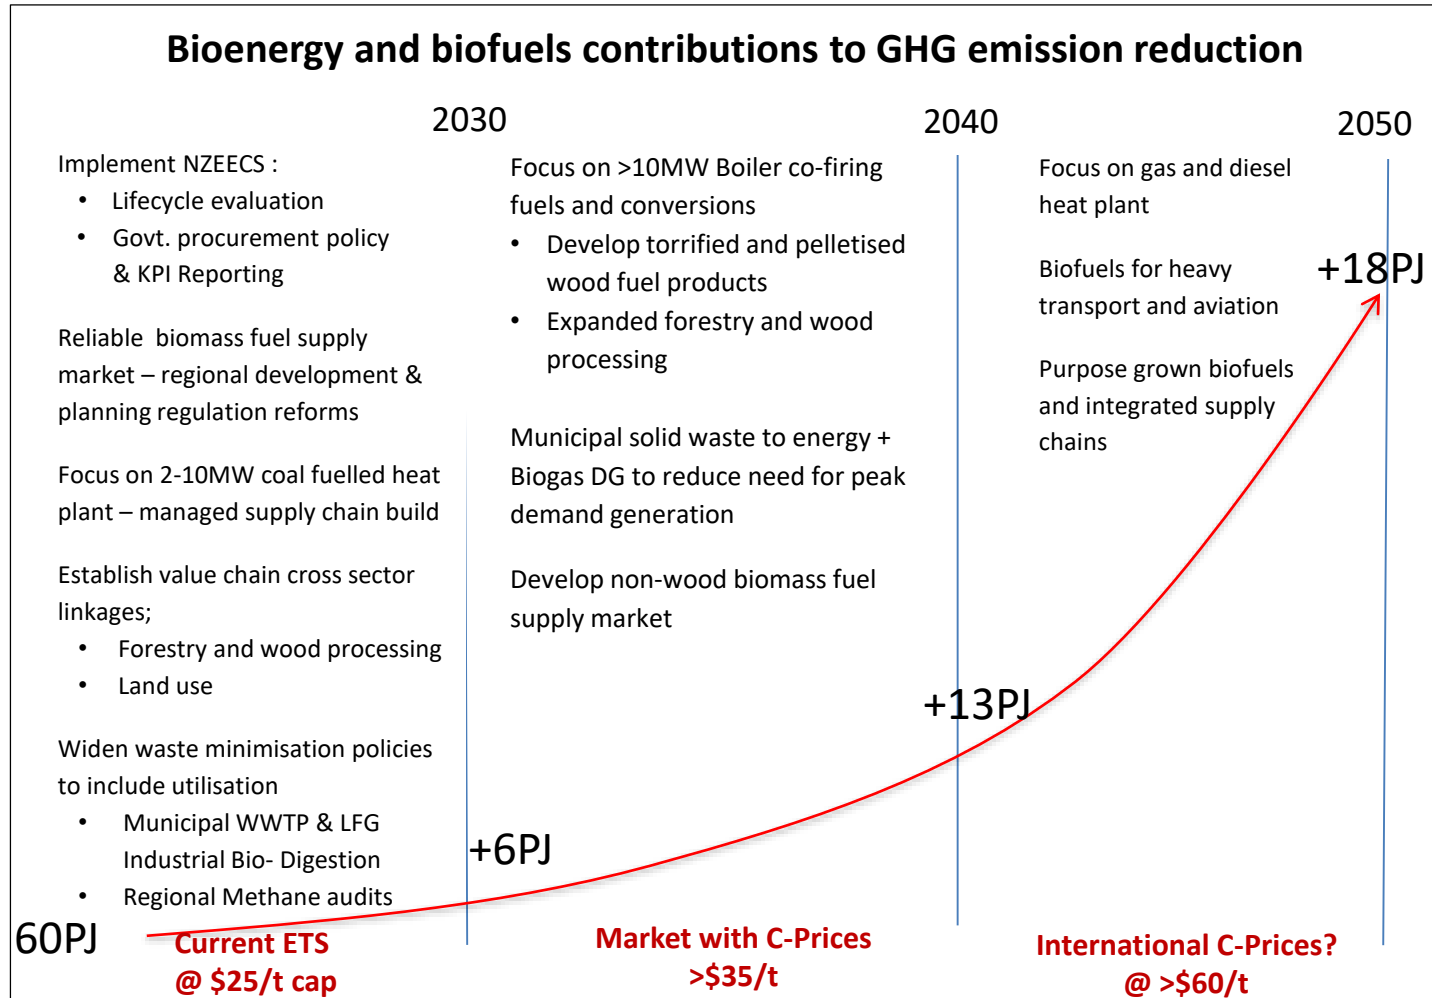 Bioenergy and biofuels contributions to GHG emission reduction
2030
2040
2050
Implement NZEECS :
• Lifecycle evaluation
• Govt. procurement policy
& KPI Reporting
Reliable biomass fuel supply
market – regional development &
planning regulation reforms
Focus on 2-10MW coal fuelled heat
plant – managed supply chain build
Establish value chain cross sector
linkages;
• Forestry and wood processing
• Land use
Widen waste minimisation policies
to include utilisation
• Municipal WWTP & LFG
Industrial Bio- Digestion
• Regional Methane audits
Focus on >10MW Boiler co-firing
fuels and conversions
• Develop torrified and pelletised
wood fuel products
• Expanded forestry and wood
processing
Municipal solid waste to energy +
Biogas DG to reduce need for peak
demand generation
Develop non-wood biomass fuel
supply market
Focus on gas and diesel
heat plant
Biofuels for heavy
transport and aviation
Purpose grown biofuels
and integrated supply
chains
60PJ
+6PJ
+13PJ
+18PJ
Current ETS
@ $25/t cap
Market with C-Prices
>$35/t
International C-Prices?
@ >$60/t